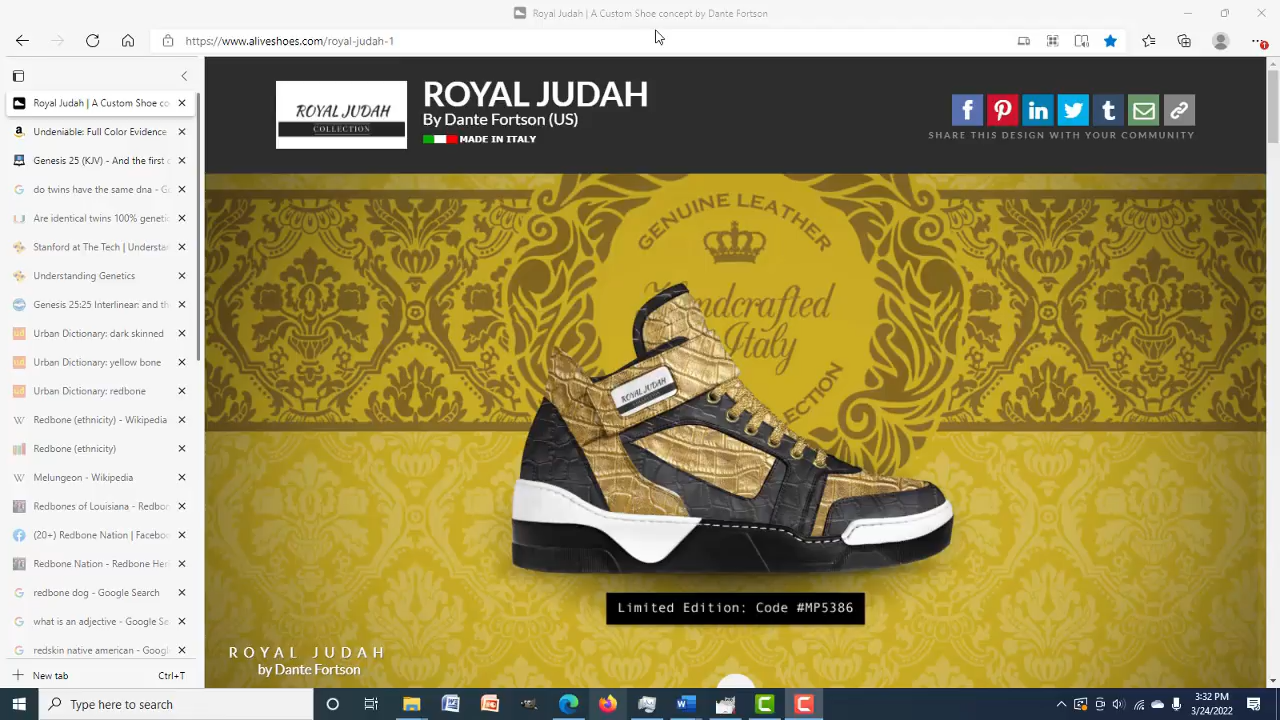 Royal Judah | A Custom Shoe concept by Dante Fortson
https://www.aliveshoes.com/royal-judah-1
Royal Judah | A Custom Shoe co
Undeniable: Full Color Evidence
Genesis 25 (KJV) - And the first c
do twins have the same dna - G
Are identical twins 100% geneti
Stanford at The Tech | Understa
Understanding Genetics
Genesis 25:25 Interlinear: and th
Urban Dictionary: dark skinned
Urban Dictionary: yellow bone
Urban Dictionary: redbone
Redbone (ethnicity) - Wikipedia
Redbone (ethnicity)
Melungeon - Wikipedia
Redbones of Louisiana - Redbor
(20+) Redbone Nation | Faceboo
Redbone Nation - Redbone Her
redbone dog - Google Search
what is an adjective - Google Se
redskin native american - Googl
New tab
Ctrl+T
ROYAL JUDAH
COLLECTION
ROYAL JUDAH
By Dante Fortson (US)
MADE IN ITALY
SHARE THIS DESIGN WITH YOUR COMMUNITY
GENUINE LEATHER
ndcrafted
Italy
ECTION
ROYAL JUDAH
Limited Edition: Code #MP5386
ROYAL JUDAH
by Dante Fortson
Type here to search
3:32 PM
3/24/2022